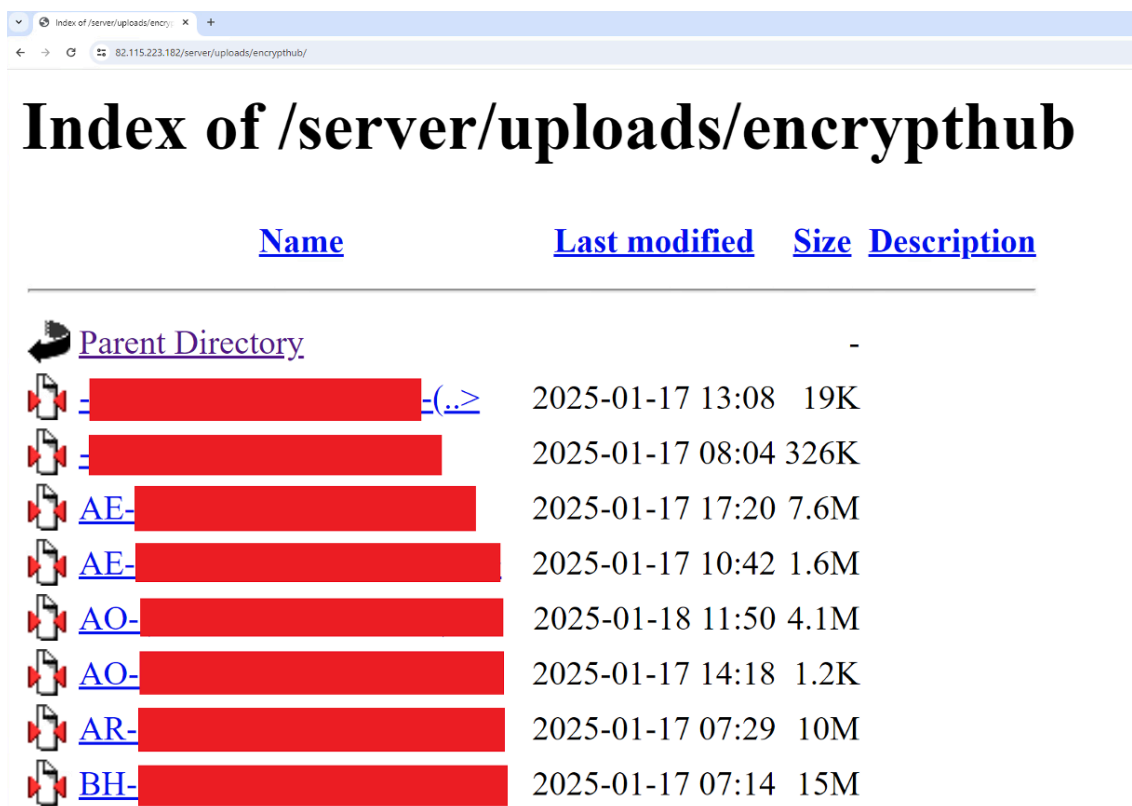 Index of /server/uploads/encryp
82.115.223.182/server/uploads/encrypthub/
Index of /server/uploads/encrypthub
Name Last modified Size Description
Parent Directory -
- -(..> 2025-01-17 13:08 19K
- 2025-01-17 08:04 326K
AE- 2025-01-17 17:20 7.6M
AE- 2025-01-17 10:42 1.6M
AO- 2025-01-18 11:50 4.1M
AO- 2025-01-17 14:18 1.2K
AR- 2025-01-17 07:29 10M
BH- 2025-01-17 07:14 15M